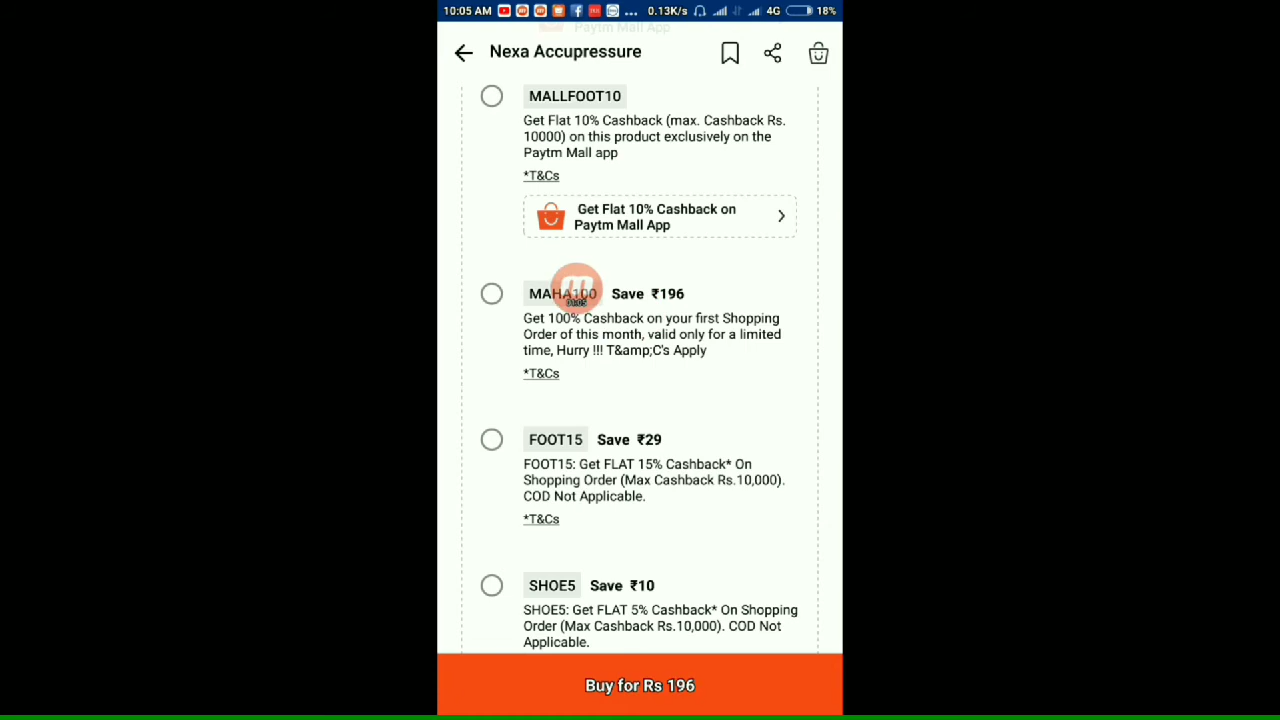 10:05 AM ... 0.13K/s 4G 18%
Paytm Mall App
Nexa Accupressure
MALLFOOT10
Get Flat 10% Cashback (max. Cashback Rs.
10000) on this product exclusively on the
Paytm Mall app
*T&Cs
Get Flat 10% Cashback on
Paytm Mall App
MAHA100 Save ₹196
01:05
Get 100% Cashback on your first Shopping
Order of this month, valid only for a limited
time, Hurry !!! T&amp;C's Apply
*T&Cs
FOOT15 Save ₹29
FOOT15: Get FLAT 15% Cashback* On
Shopping Order (Max Cashback Rs.10,000).
COD Not Applicable.
*T&Cs
SHOE5 Save ₹10
SHOE5: Get FLAT 5% Cashback* On Shopping
Order (Max Cashback Rs.10,000). COD Not
Applicable.
Buy for Rs 196